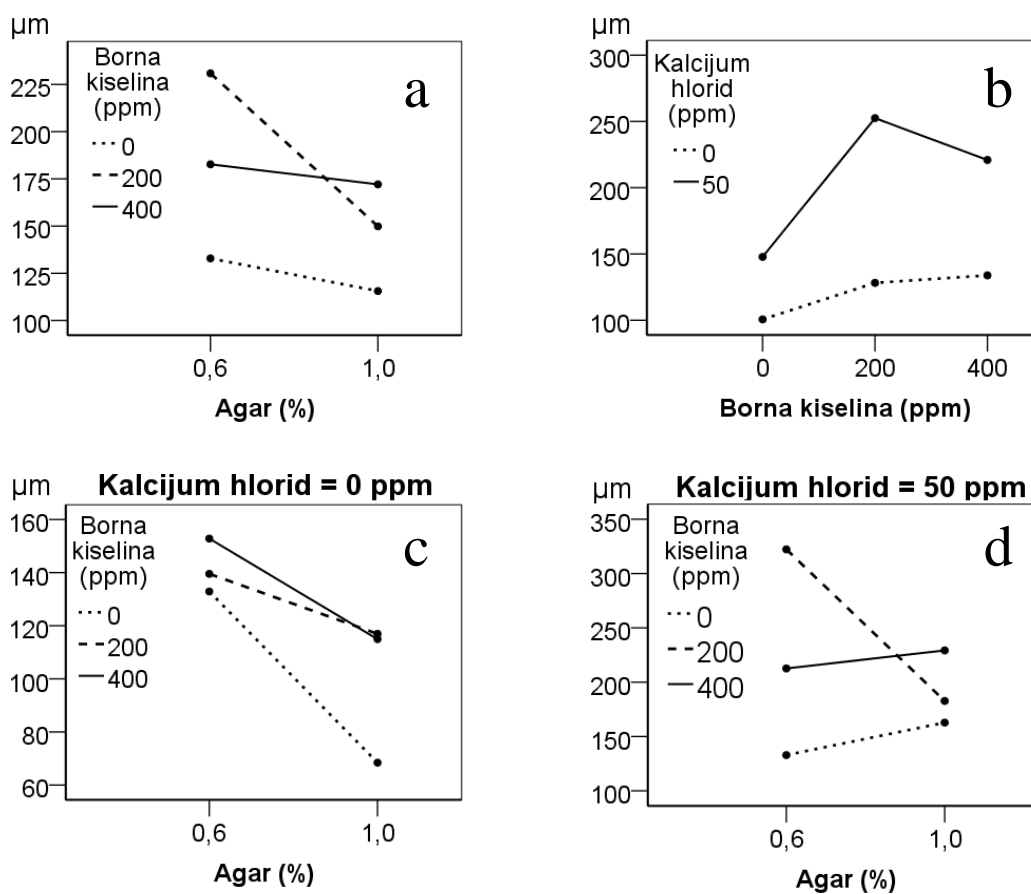 µm
Borna
kiselina
(ppm)
0
200
400
a
225
200
175
150
125
100
0,6 1,0
Agar (%)
µm
Kalcijum
hlorid
(ppm)
0
50
b
300
250
200
150
100
0 200 400
Borna kiselina (ppm)
µm
Kalcijum hlorid = 0 ppm
Borna
kiselina
(ppm)
0
200
400
c
160
140
120
100
80
60
0,6 1,0
Agar (%)
µm
Kalcijum hlorid = 50 ppm
Borna
kiselina
(ppm)
0
200
400
d
350
300
250
200
150
100
0,6 1,0
Agar (%)